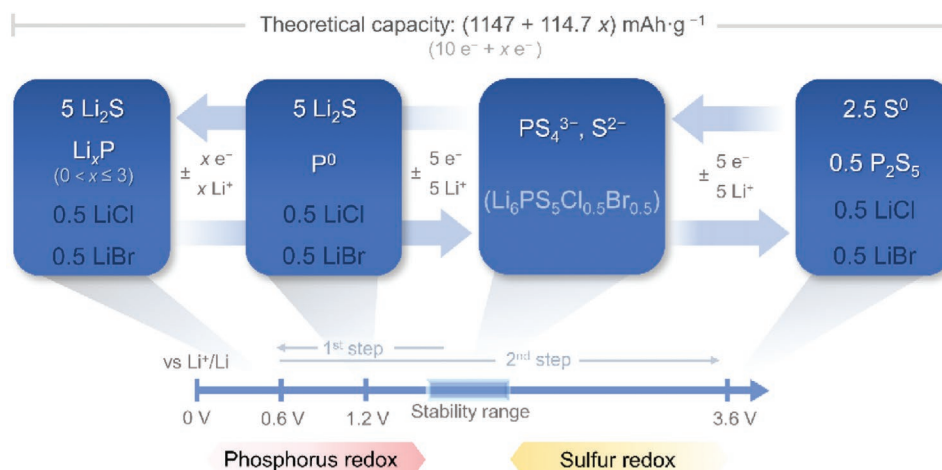 Theoretical capacity: (1147 + 114.7 x) mAh·g⁻¹
(10 e⁻ + x e⁻)
5 Li₂S
LiₓP
(0 < x ≤ 3)
0.5 LiCl
0.5 LiBr
± x e⁻
x Li⁺
5 Li₂S
P⁰
0.5 LiCl
0.5 LiBr
± 5 e⁻
5 Li⁺
PS₄³⁻, S²⁻
(Li₆PS₅Cl₀.₅Br₀.₅)
± 5 e⁻
5 Li⁺
2.5 S⁰
0.5 P₂S₅
0.5 LiCl
0.5 LiBr
1ˢᵗ step
vs Li⁺/Li
2ⁿᵈ step
0 V
0.6 V
1.2 V
Stability range
3.6 V
Phosphorus redox
Sulfur redox